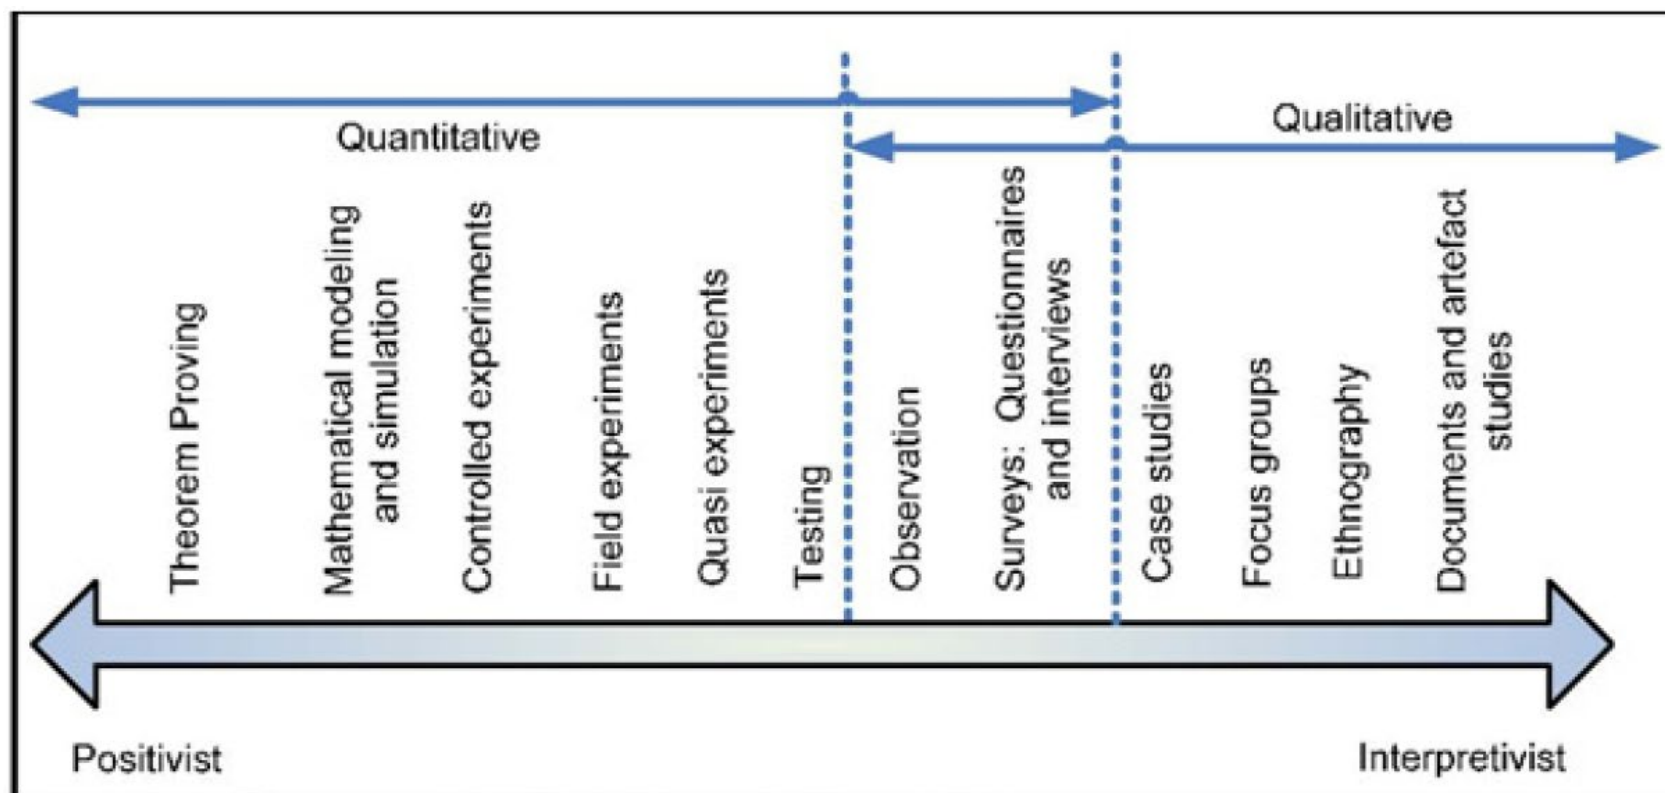 Quantitative
Qualitative
Theorem Proving
Mathematical modeling
and simulation
Controlled experiments
Field experiments
Quasi experiments
Testing
Observation
Surveys: Questionnaires
and interviews
Case studies
Focus groups
Ethnography
Documents and artefact
studies
Positivist
Interpretivist